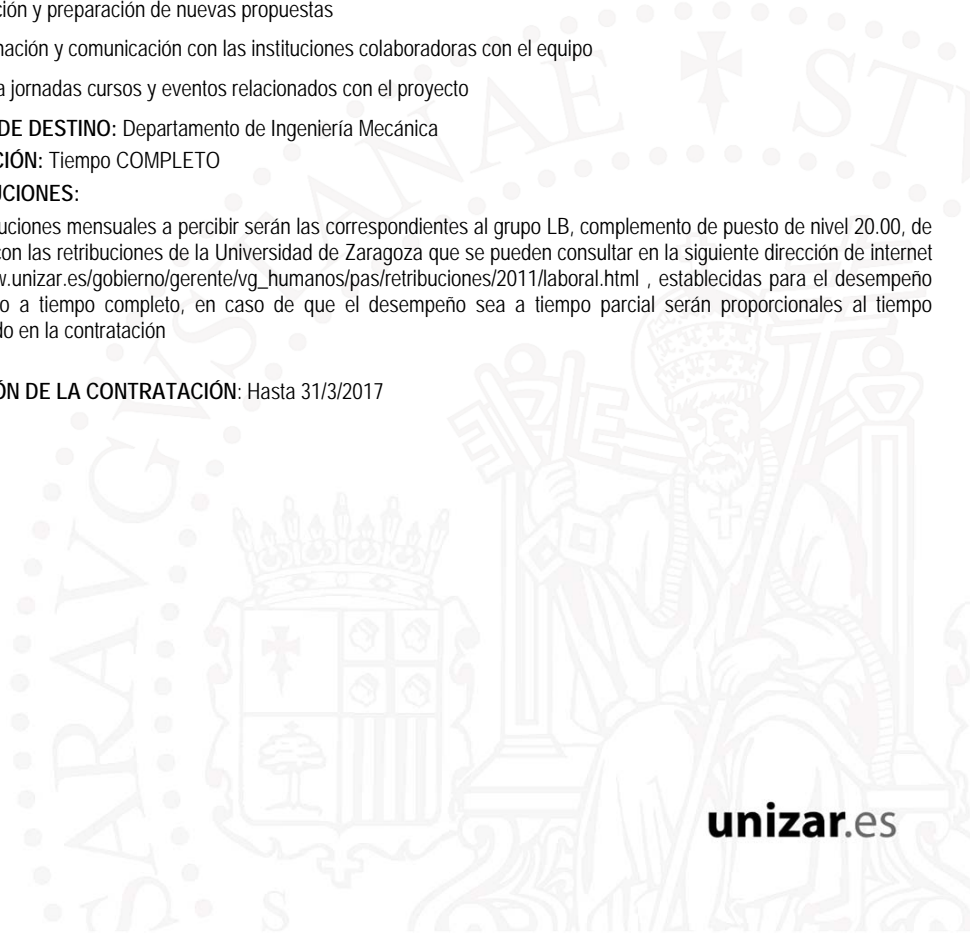 ción y preparación de nuevas propuestas
nación y comunicación con las instituciones colaboradoras con el equipo
a jornadas cursos y eventos relacionados con el proyecto
DE DESTINO: Departamento de Ingeniería Mecánica
CIÓN: Tiempo COMPLETO
UCIONES:
uciones mensuales a percibir serán las correspondientes al grupo LB, complemento de puesto de nivel 20.00, de
con las retribuciones de la Universidad de Zaragoza que se pueden consultar en la siguiente dirección de internet
w.unizar.es/gobierno/gerente/vg_humanos/pas/retribuciones/2011/laboral.html , establecidas para el desempeño
o a tiempo completo, en caso de que el desempeño sea a tiempo parcial serán proporcionales al tiempo
do en la contratación
ÓN DE LA CONTRATACIÓN: Hasta 31/3/2017
SARAVGVSTANAE ST
unizar.es
S